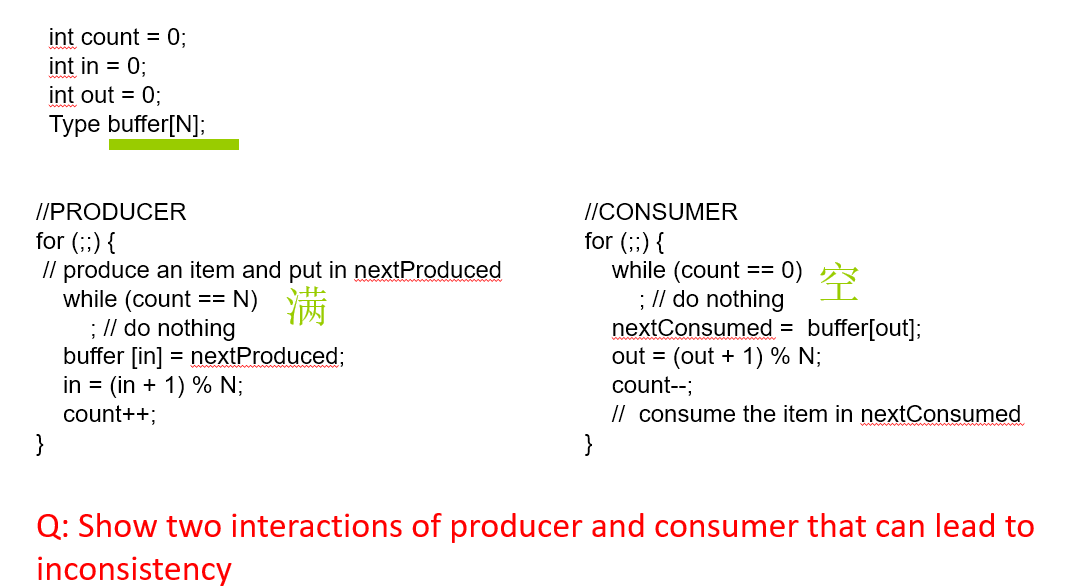 int count = 0;
int in = 0;
int out = 0;
Type buffer[N];
//PRODUCER
for (;;) {
// produce an item and put in nextProduced
while (count == N) 满
; // do nothing
buffer [in] = nextProduced;
in = (in + 1) % N;
count++;
}
//CONSUMER
for (;;) {
while (count == 0) 空
; // do nothing
nextConsumed = buffer[out];
out = (out + 1) % N;
count--;
// consume the item in nextConsumed
}
Q: Show two interactions of producer and consumer that can lead to
inconsistency